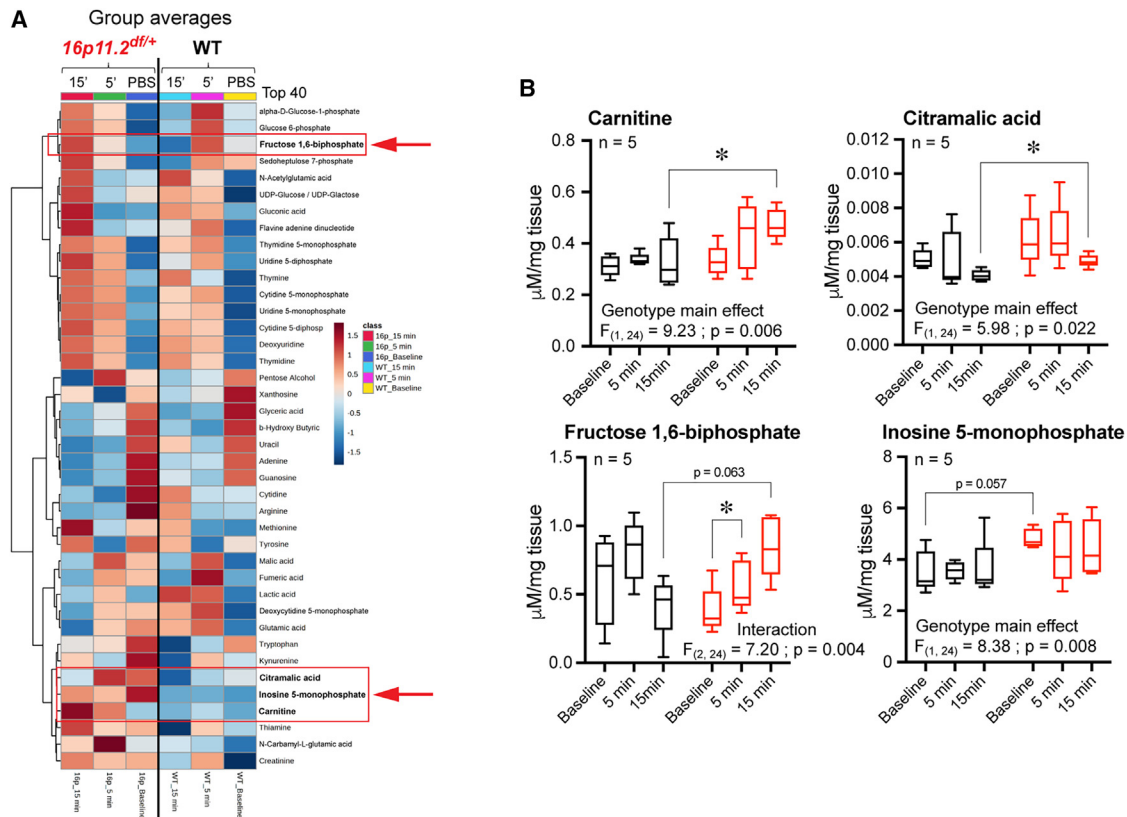 A
Group averages
16p11.2df/+ WT
15' 5' PBS 15' 5' PBS
Top 40
alpha-D-Glucose-1-phosphate
Glucose 6-phosphate
Fructose 1,6-biphosphate
Sedoheptulose 7-phosphate
N-Acetylglutamic acid
UDP-Glucose / UDP-Glactose
Gluconic acid
Flavine adenine dinucleotide
Thymidine 5-monophosphate
Uridine 5-diphosphate
Thymine
Cytidine 5-monophosphate
Uridine 5-monophosphate
Cytidine 5-diphosp
Deoxyuridine
Thymidine
Pentose Alcohol
Xanthosine
Glyceric acid
b-Hydroxy Butyric
Uracil
Adenine
Guanosine
Cytidine
Arginine
Methionine
Tyrosine
Malic acid
Fumeric acid
Lactic acid
Deoxycytidine 5-monophosphate
Glutamic acid
Tryptophan
Kynurenine
Citramalic acid
Inosine 5-monophosphate
Carnitine
Thiamine
N-Carbamyl-L-glutamic acid
Creatinine
16p_15 min
16p_5 min
16p_Baseline
WT_15 min
WT_5 min
WT_Baseline
1.5
1
0.5
0
-0.5
-1
-1.5
class
16p_15 min
16p_5 min
16p_Baseline
WT_15 min
WT_5 min
WT_Baseline
B
Carnitine
n = 5
*
μM/mg tissue
0.8
0.6
0.4
0.2
0.0
Genotype main effect
F(1, 24) = 9.23 ; p = 0.006
Baseline
5 min
15min
Baseline
5 min
15 min
Citramalic acid
n = 5
*
μM/mg tissue
0.012
0.010
0.008
0.006
0.004
0.002
0.000
Genotype main effect
F(1, 24) = 5.98 ; p = 0.022
Baseline
5 min
15min
Baseline
5 min
15 min
Fructose 1,6-biphosphate
n = 5
p = 0.063
*
μM/mg tissue
1.5
1.0
0.5
0.0
Interaction
F(2, 24) = 7.20 ; p = 0.004
Baseline
5 min
15min
Baseline
5 min
15 min
Inosine 5-monophosphate
n = 5
p = 0.057
μM/mg tissue
8
6
4
2
0
Genotype main effect
F(1, 24) = 8.38 ; p = 0.008
Baseline
5 min
15 min
Baseline
5 min
15 min